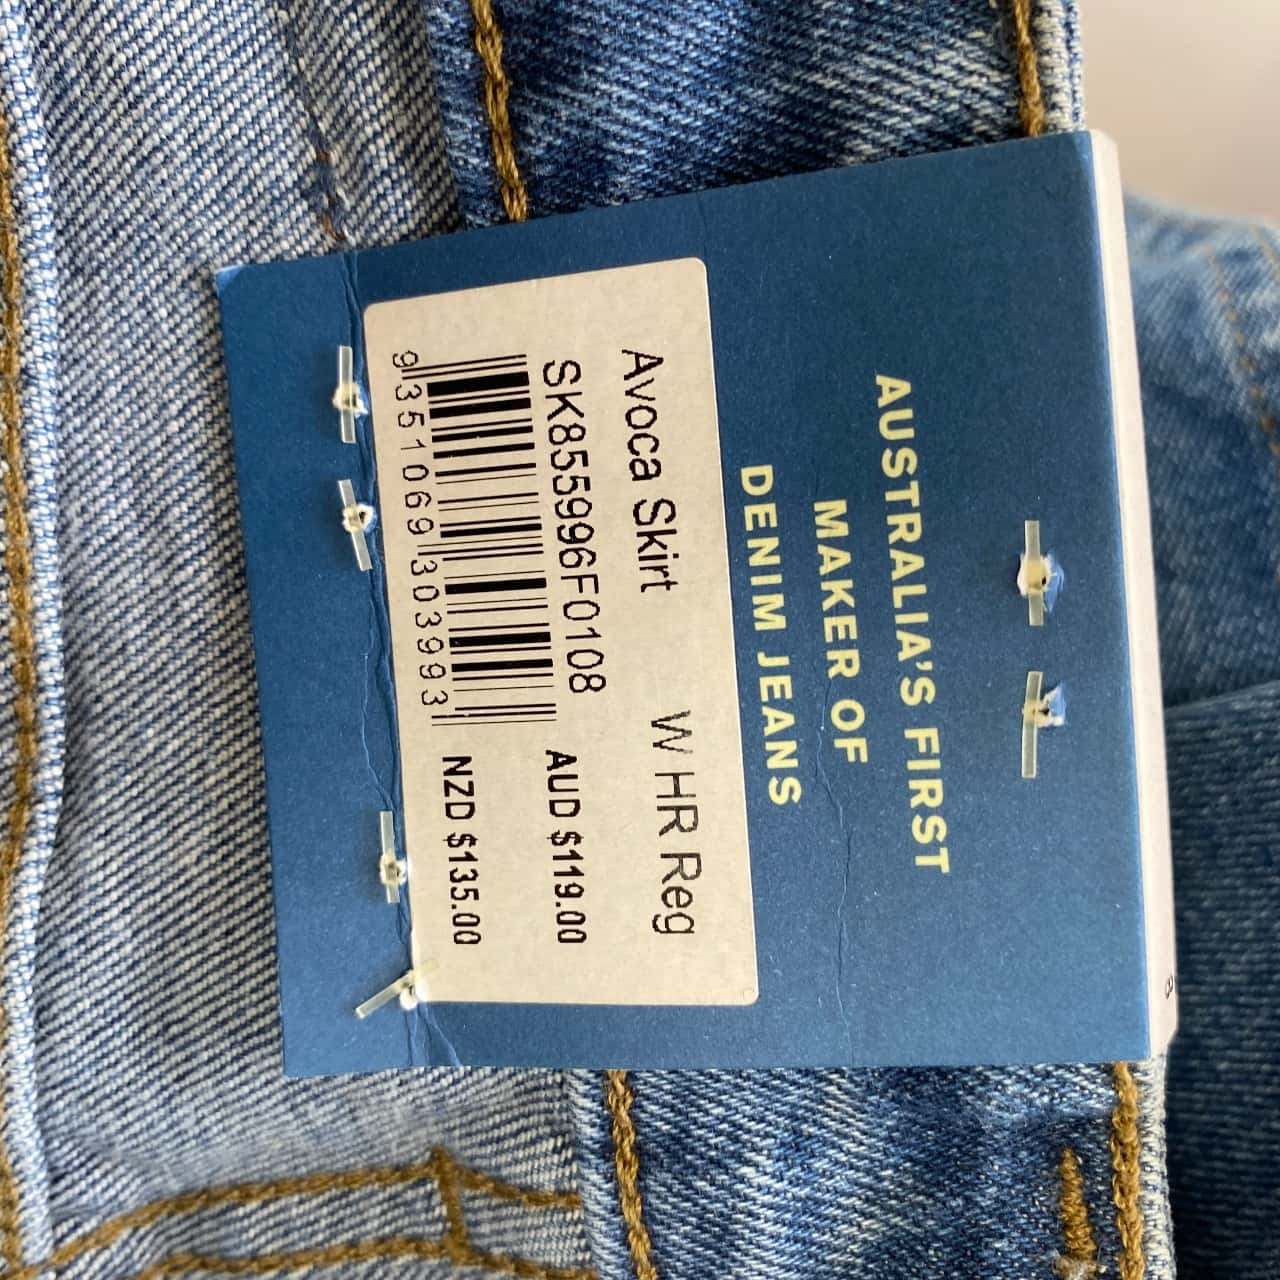 AUSTRALIA'S FIRST
MAKER OF
DENIM JEANS
Avoca Skirt W HR Reg
SK855996F0108
AUD $119.00
9351069303993
NZD $135.00